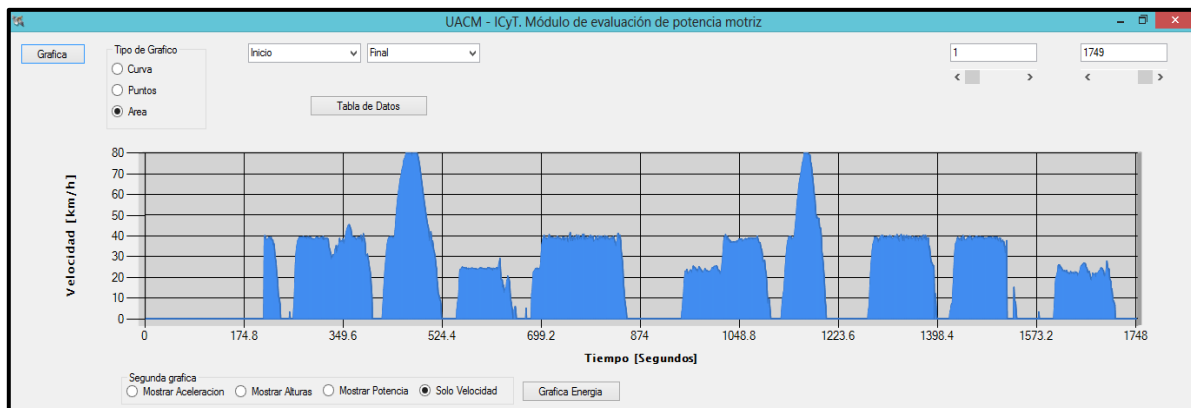 UACM - ICyT. Módulo de evaluación de potencia motriz
Grafica
Tipo de Grafico
Curva
Puntos
Area
Inicio
Final
Tabla de Datos
1
1749
Velocidad [km/h]
80
70
60
50
40
30
20
10
0
0 174.8 349.6 524.4 699.2 874 1048.8 1223.6 1398.4 1573.2 1748
Tiempo [Segundos]
Segunda grafica
Mostrar Aceleracion Mostrar Alturas Mostrar Potencia Solo Velocidad Grafica Energia